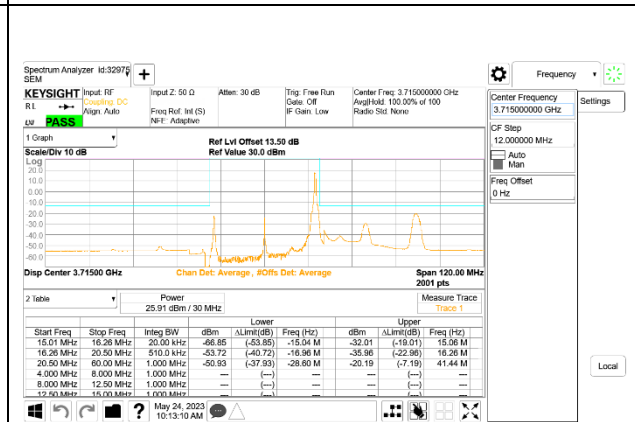 Spectrum Analyzer Id:32975
SEM
Frequency
KEYSIGHT
Input: RF
Coupling: DC
Align: Auto
Input Z: 50 Ω
Freq Ref: Int (S)
NFE: Adaptive
Atten: 30 dB
Trig: Free Run
Gate: Off
IF Gain: Low
Center Freq: 3.715000000 GHz
Avg|Hold: 100.00% of 100
Radio Std: None
R L
PASS
Center Frequency
3.715000000 GHz
Settings
CF Step
12.000000 MHz
Auto
Man
Freq Offset
0 Hz
1 Graph
Scale/Div 10 dB
Ref Lvl Offset 13.50 dB
Ref Value 30.0 dBm
Log
20.0
10.0
0.00
-10.0
-20.0
-30.0
-40.0
-50.0
-60.0
Disp Center 3.71500 GHz
Chan Det: Average , #Offs Det: Average
Span 120.00 MHz
2001 pts
2 Table
Power
25.91 dBm / 30 MHz
Measure Trace
Trace 1
Lower Upper
Start Freq Stop Freq Integ BW dBm ΔLimit(dB) Freq (Hz) dBm ΔLimit(dB) Freq (Hz)
15.01 MHz 16.26 MHz 20.00 kHz -66.85 (-53.85) -15.04 M -32.01 (-19.01) 15.06 M
16.26 MHz 20.50 MHz 510.0 kHz -53.72 (-40.72) -16.96 M -35.96 (-22.96) 16.26 M
20.50 MHz 60.00 MHz 1.000 MHz -50.93 (-37.93) -28.60 M -20.19 (-7.19) 41.44 M
4.000 MHz 8.000 MHz 1.000 MHz --- (---) --- --- (---) ---
8.000 MHz 12.50 MHz 1.000 MHz --- (---) --- --- (---) ---
12.50 MHz 15.00 MHz 1.000 MHz --- (---) --- --- (---) ---
Local
?
May 24, 2023
10:13:10 AM